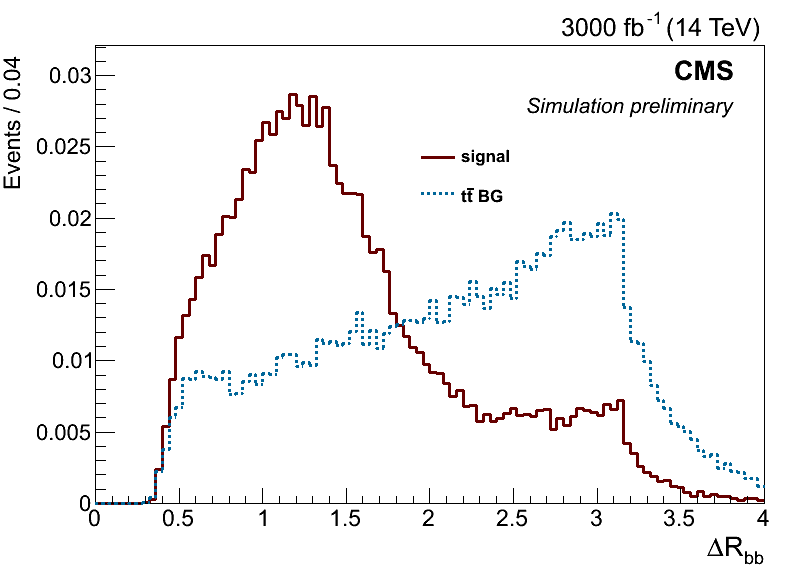 3000 fb⁻¹ (14 TeV)
Events / 0.04
CMS
Simulation preliminary
signal
tt̄ BG
0.03
0.025
0.02
0.015
0.01
0.005
0
0 0.5 1 1.5 2 2.5 3 3.5 4
ΔR_bb